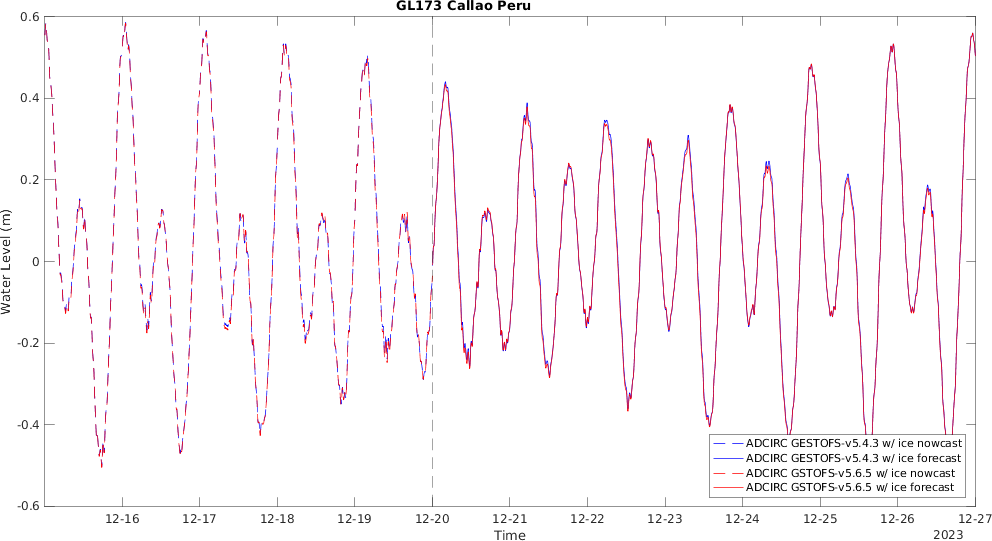 GL173 Callao Peru
Water Level (m)
0.6
0.4
0.2
0
-0.2
-0.4
-0.6
ADCIRC GESTOFS-v5.4.3 w/ ice nowcast
ADCIRC GESTOFS-v5.4.3 w/ ice forecast
ADCIRC GSTOFS-v5.6.5 w/ ice nowcast
ADCIRC GSTOFS-v5.6.5 w/ ice forecast
12-16 12-17 12-18 12-19 12-20 12-21 12-22 12-23 12-24 12-25 12-26 12-27
Time
2023